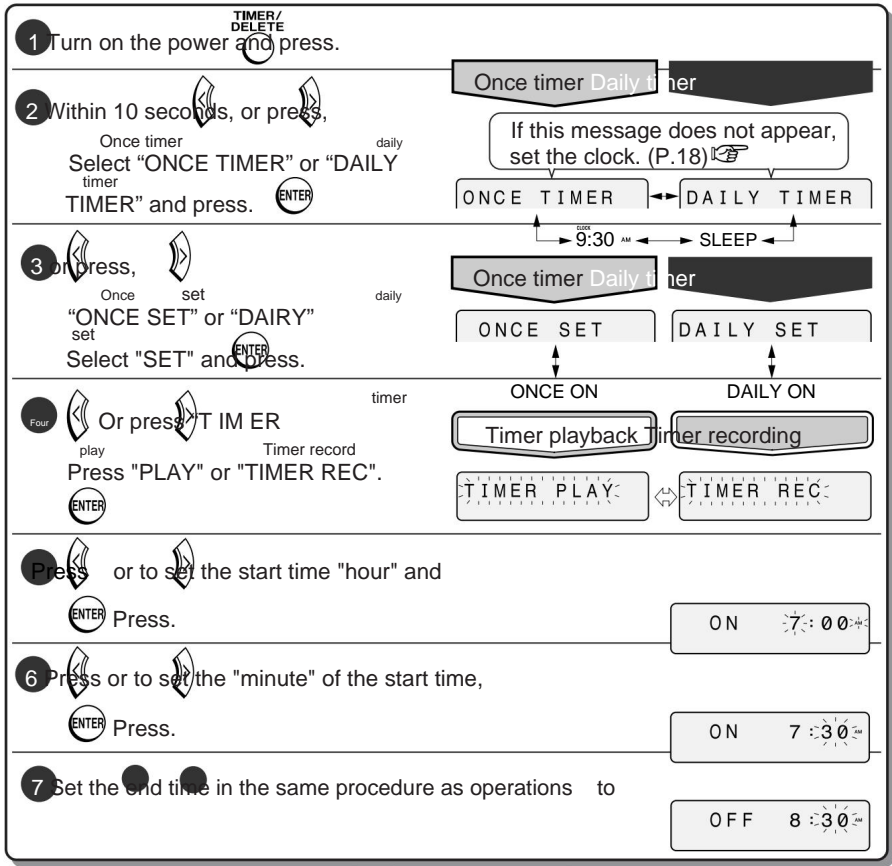 TIMER/
DELETE
1 Turn on the power and press.
Once timer Daily timer
2 Within 10 seconds, or press,
If this message does not appear,
set the clock. (P.18)
Once timer daily
Select “ONCE TIMER” or “DAILY
timer
TIMER” and press. ENTER
ONCE TIMER DAILY TIMER
CLOCK
9:30 AM SLEEP
3 or press,
Once timer Daily timer
Once set daily
“ONCE SET” or “DAIRY”
set
Select "SET" and press. ENTER
ONCE SET DAILY SET
ONCE ON DAILY ON
timer
Four Or press "T IM ER
Timer playback Timer recording
play Timer record
Press "PLAY" or "TIMER REC".
ENTER
TIMER PLAY TIMER REC
Press or to set the start time "hour" and
ENTER Press.
ON 7:00 AM
6 Press or to set the "minute" of the start time,
ENTER Press.
ON 7:30 AM
7 Set the end time in the same procedure as operations to
OFF 8:30 AM